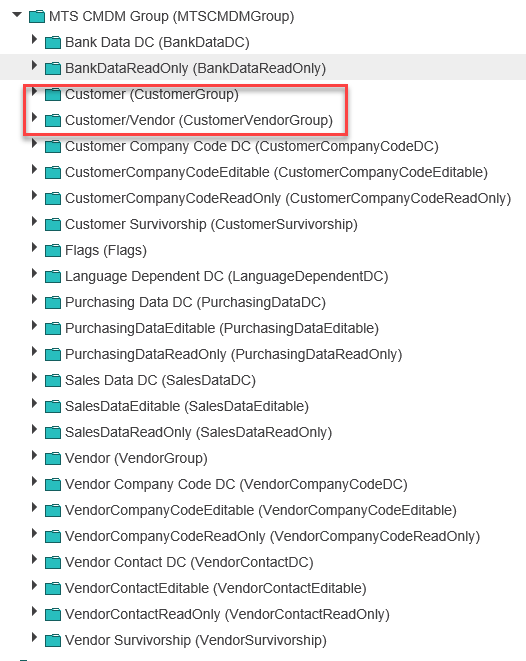 MTS CMDM Group (MTSCMDMGroup)
Bank Data DC (BankDataDC)
BankDataReadOnly (BankDataReadOnly)
Customer (CustomerGroup)
Customer/Vendor (CustomerVendorGroup)
Customer Company Code DC (CustomerCompanyCodeDC)
CustomerCompanyCodeEditable (CustomerCompanyCodeEditable)
CustomerCompanyCodeReadOnly (CustomerCompanyCodeReadOnly)
Customer Survivorship (CustomerSurvivorship)
Flags (Flags)
Language Dependent DC (LanguageDependentDC)
Purchasing Data DC (PurchasingDataDC)
PurchasingDataEditable (PurchasingDataEditable)
PurchasingDataReadOnly (PurchasingDataReadOnly)
Sales Data DC (SalesDataDC)
SalesDataEditable (SalesDataEditable)
SalesDataReadOnly (SalesDataReadOnly)
Vendor (VendorGroup)
Vendor Company Code DC (VendorCompanyCodeDC)
VendorCompanyCodeEditable (VendorCompanyCodeEditable)
VendorCompanyCodeReadOnly (VendorCompanyCodeReadOnly)
Vendor Contact DC (VendorContactDC)
VendorContactEditable (VendorContactEditable)
VendorContactReadOnly (VendorContactReadOnly)
Vendor Survivorship (VendorSurvivorship)